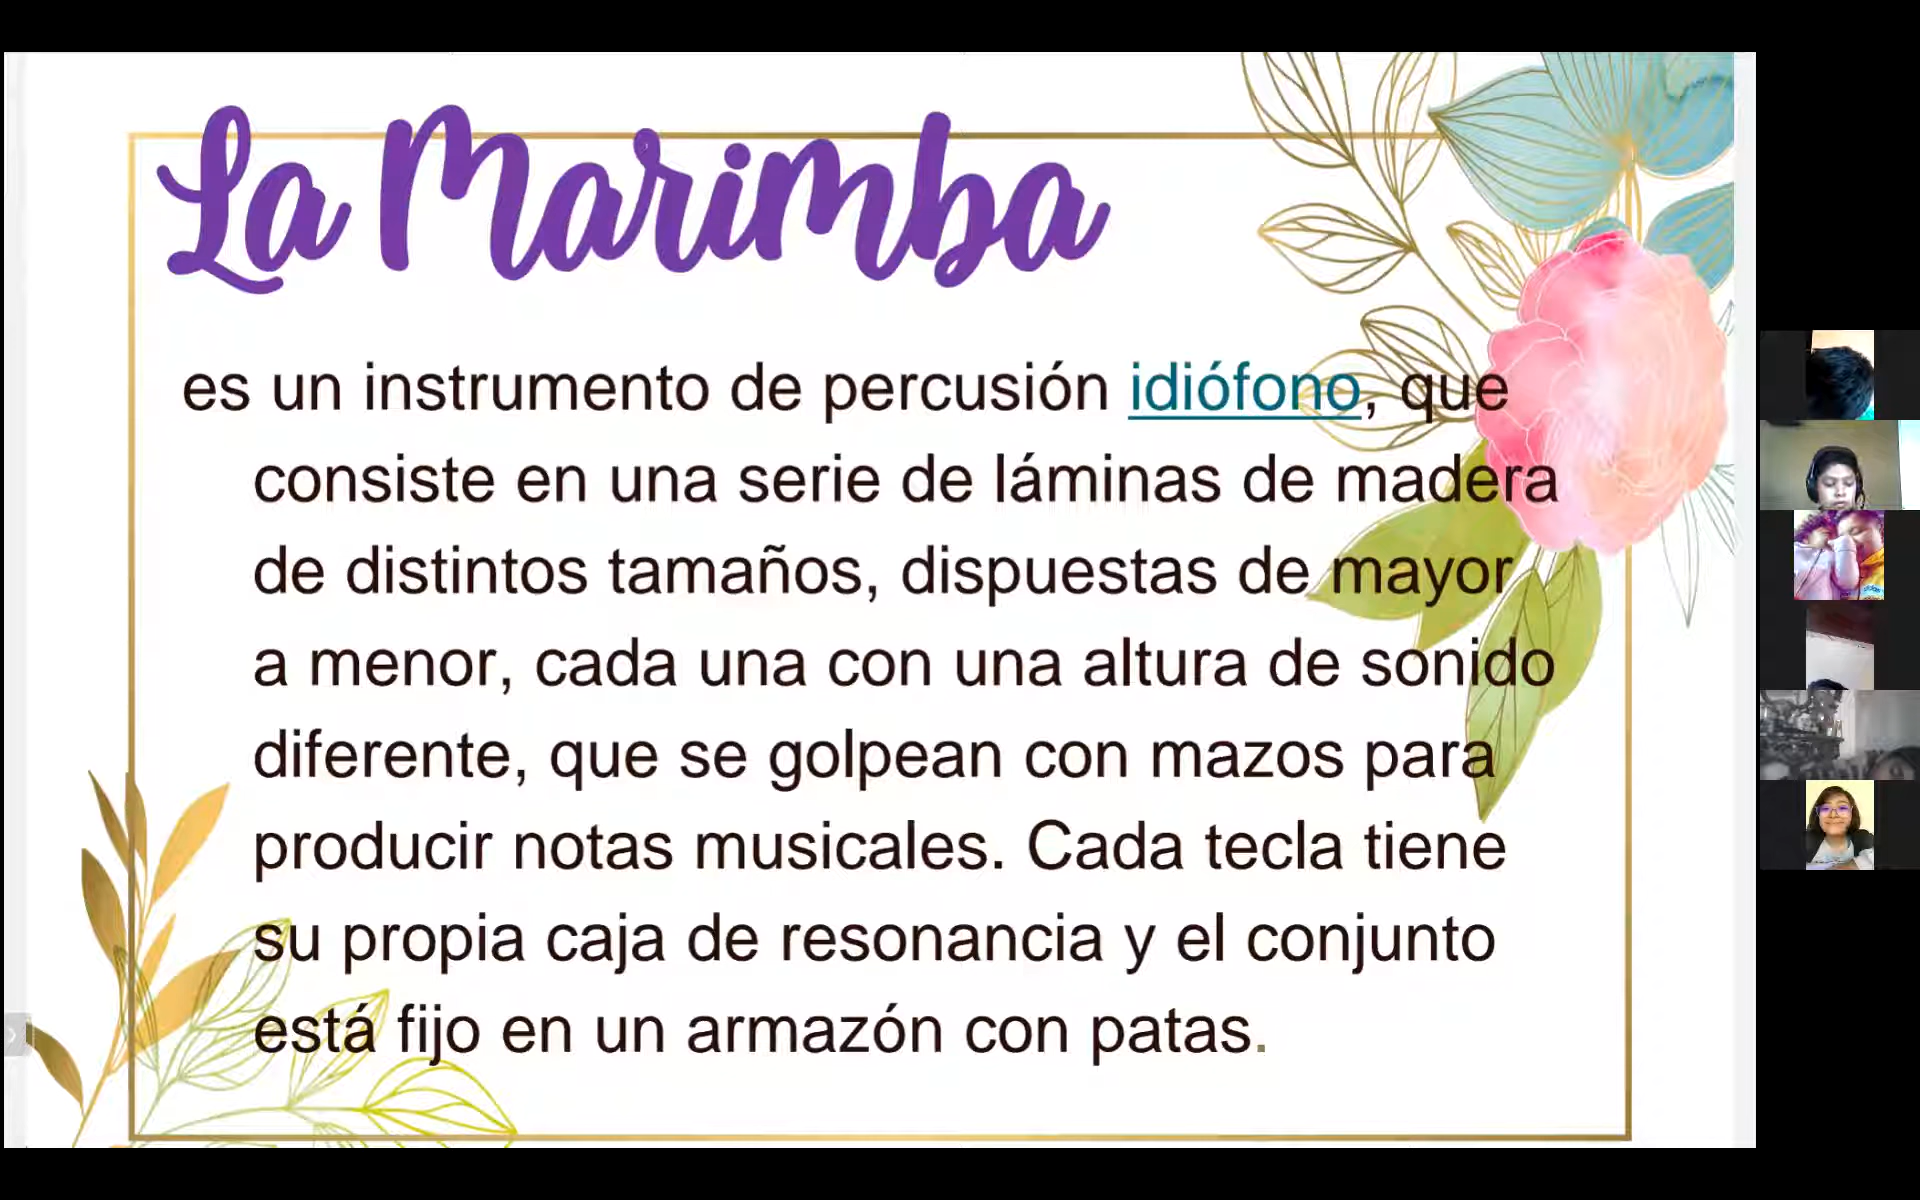 La Marimba
es un instrumento de percusión idiófono, que
consiste en una serie de láminas de madera
de distintos tamaños, dispuestas de mayor
a menor, cada una con una altura de sonido
diferente, que se golpean con mazos para
producir notas musicales. Cada tecla tiene
su propia caja de resonancia y el conjunto
está fijo en un armazón con patas.